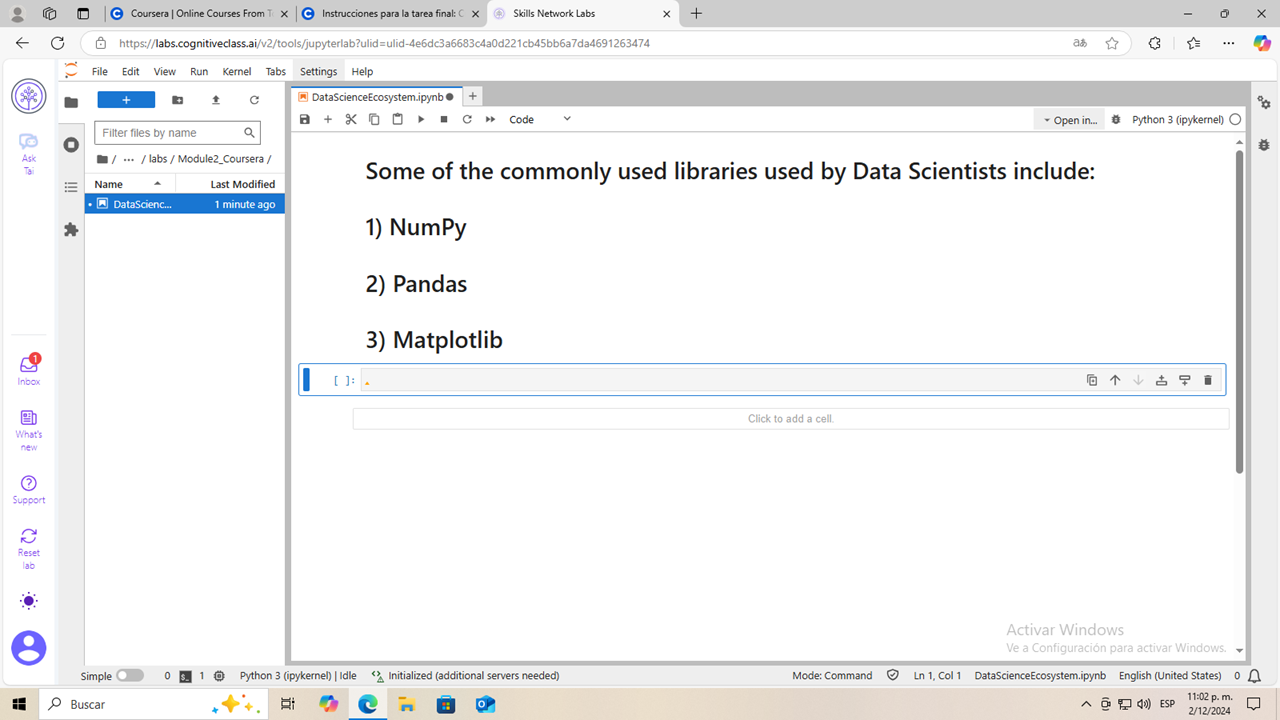 Coursera | Online Courses From T
Instrucciones para la tarea final: C
Skills Network Labs
https://labs.cognitiveclass.ai/v2/tools/jupyterlab?ulid=ulid-4e6dc3a6683c4a0d221cb45bb6a7da4691263474
File Edit View Run Kernel Tabs Settings Help
Ask
Tai
Inbox
1
What's
new
Support
Reset
lab
Filter files by name
/ ··· / labs / Module2_Coursera /
Name Last Modified
DataScienc... 1 minute ago
DataScienceEcosystem.ipynb
Code
Open in...
Python 3 (ipykernel)
Some of the commonly used libraries used by Data Scientists include:
1) NumPy
2) Pandas
3) Matplotlib
[ ]:
Click to add a cell.
Activar Windows
Ve a Configuración para activar Windows.
Simple 0 1 Python 3 (ipykernel) | Idle Initialized (additional servers needed) Mode: Command Ln 1, Col 1 DataScienceEcosystem.ipynb English (United States) 0
Buscar
ESP
11:02 p. m.
2/12/2024